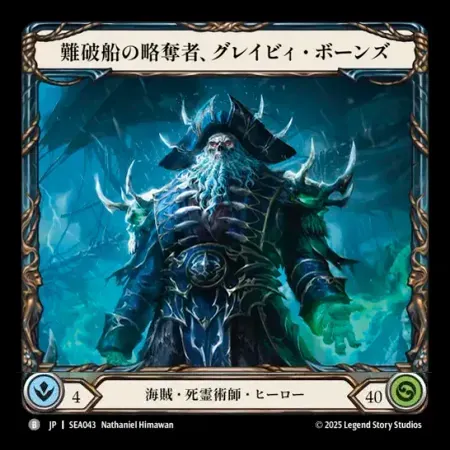 難破船の略奪者、グレイビィ・ボーンズ
4
海賊・死霊術師・ヒーロー
40
B JP | SEA043 Nathaniel Himawan
© 2025 Legend Story Studios